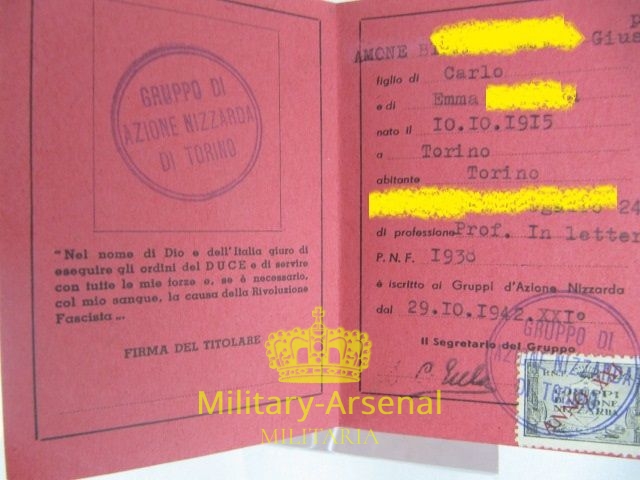 GRUPPO DI
AZIONE NIZZARDA
DI TORINO
"Nel nome di Dio e dell'Italia giuro di
eseguire gli ordini del DUCE e di servire
con tutte le mie forze e, se è necessario,
col mio sangue, la causa della Rivoluzione
Fascista...
FIRMA DEL TITOLARE
AMONE
figlio di Carlo
e di Emma
nato il 10.10.1915
a Torino
abitante Torino
24
di professione Prof. In letter
P. N. F. 1938
è iscritto ai Gruppi d'Azione Nizzarda
dal 29.10.1942.XXI°
Il Segretario del Gruppo
GRUPPO DI
AZIONE NIZZARDA
DI TORINO
GRUPPI
D'AZIONE
NIZZARDA
Military-Arsenal
MILITARIA